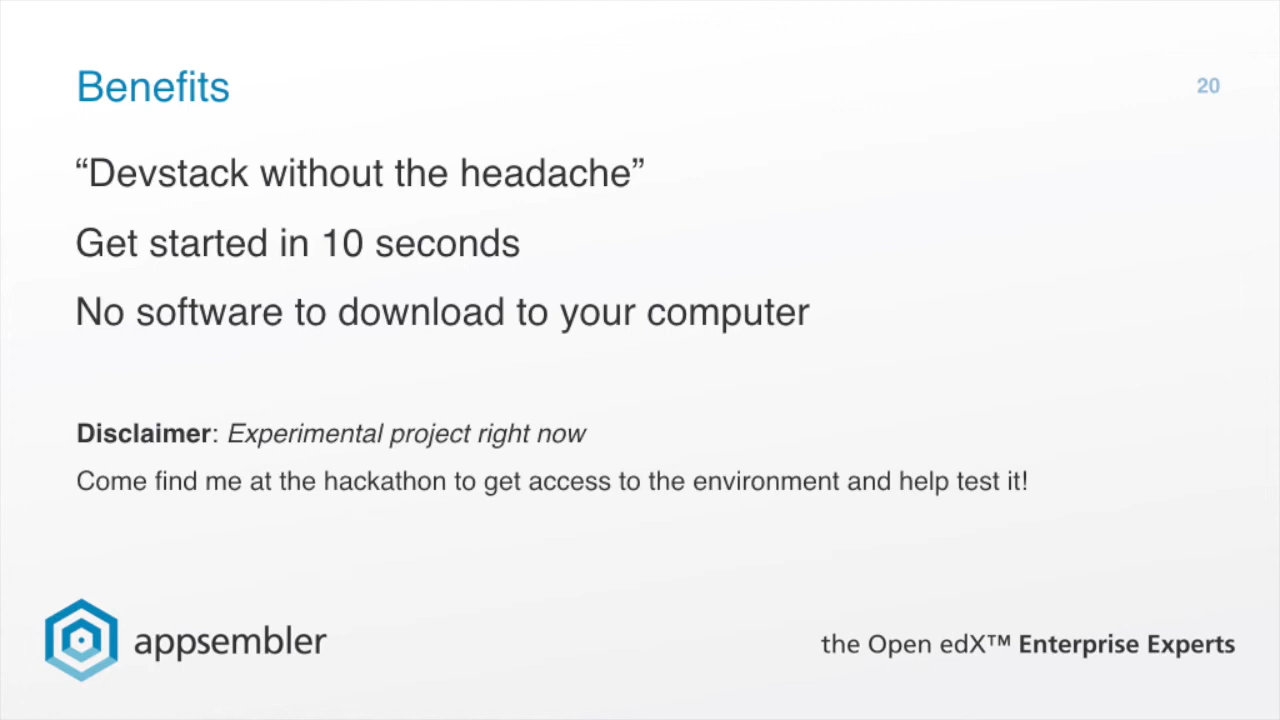 Benefits
20
“Devstack without the headache”
Get started in 10 seconds
No software to download to your computer
Disclaimer: Experimental project right now
Come find me at the hackathon to get access to the environment and help test it!
appsembler
the Open edX™ Enterprise Experts